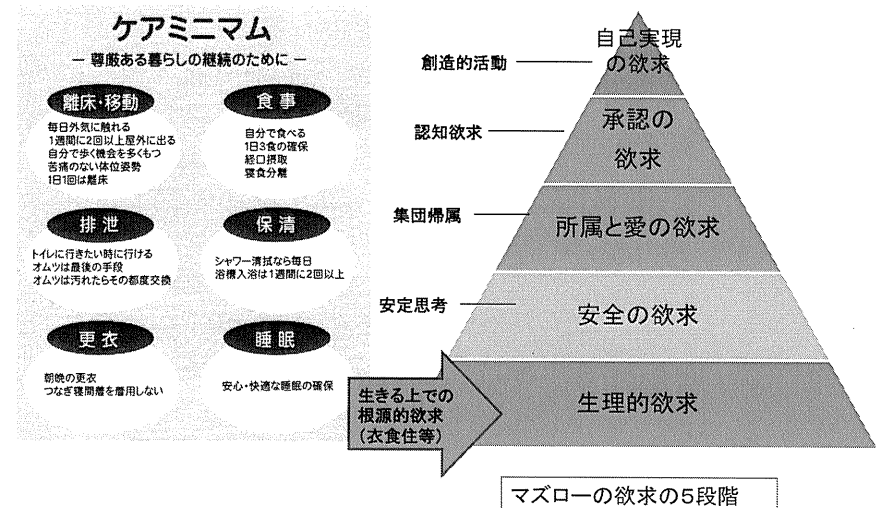 ケアミニマム
― 尊厳ある暮らしの継続のために ―
離床・移動
毎日外気に触れる
1週間に2回以上屋外に出る
自分で歩く機会を多くもつ
苦痛のない体位姿勢
1日1回は離床
食事
自分で食べる
1日3食の確保
経口摂取
寝食分離
排泄
トイレに行きたい時に行ける
オムツは最後の手段
オムツは汚れたらその都度交換
保清
シャワー清拭なら毎日
浴槽入浴は1週間に2回以上
更衣
朝晩の更衣
つなぎ寝間着を着用しない
睡眠
安心・快適な睡眠の確保
生きる上での
根源的欲求
(衣食住等)
創造的活動
自己実現
の欲求
認知欲求
承認の
欲求
集団帰属
所属と愛の欲求
安定思考
安全の欲求
生理的欲求
マズローの欲求の5段階